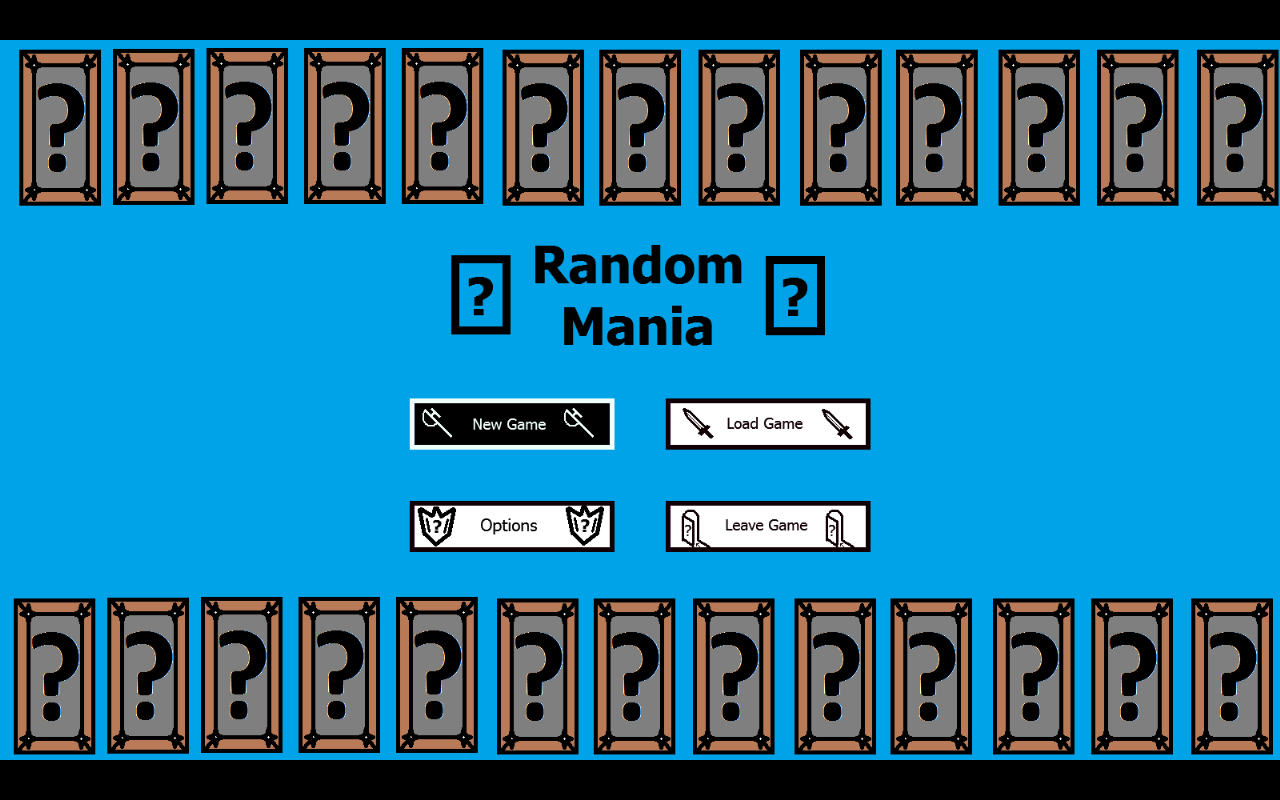 ? ? ? ? ? ? ? ? ? ? ? ? ?
? Random ?
Mania
New Game
Load Game
? Options ?
? Leave Game ?
? ? ? ? ? ? ? ? ? ? ? ? ?